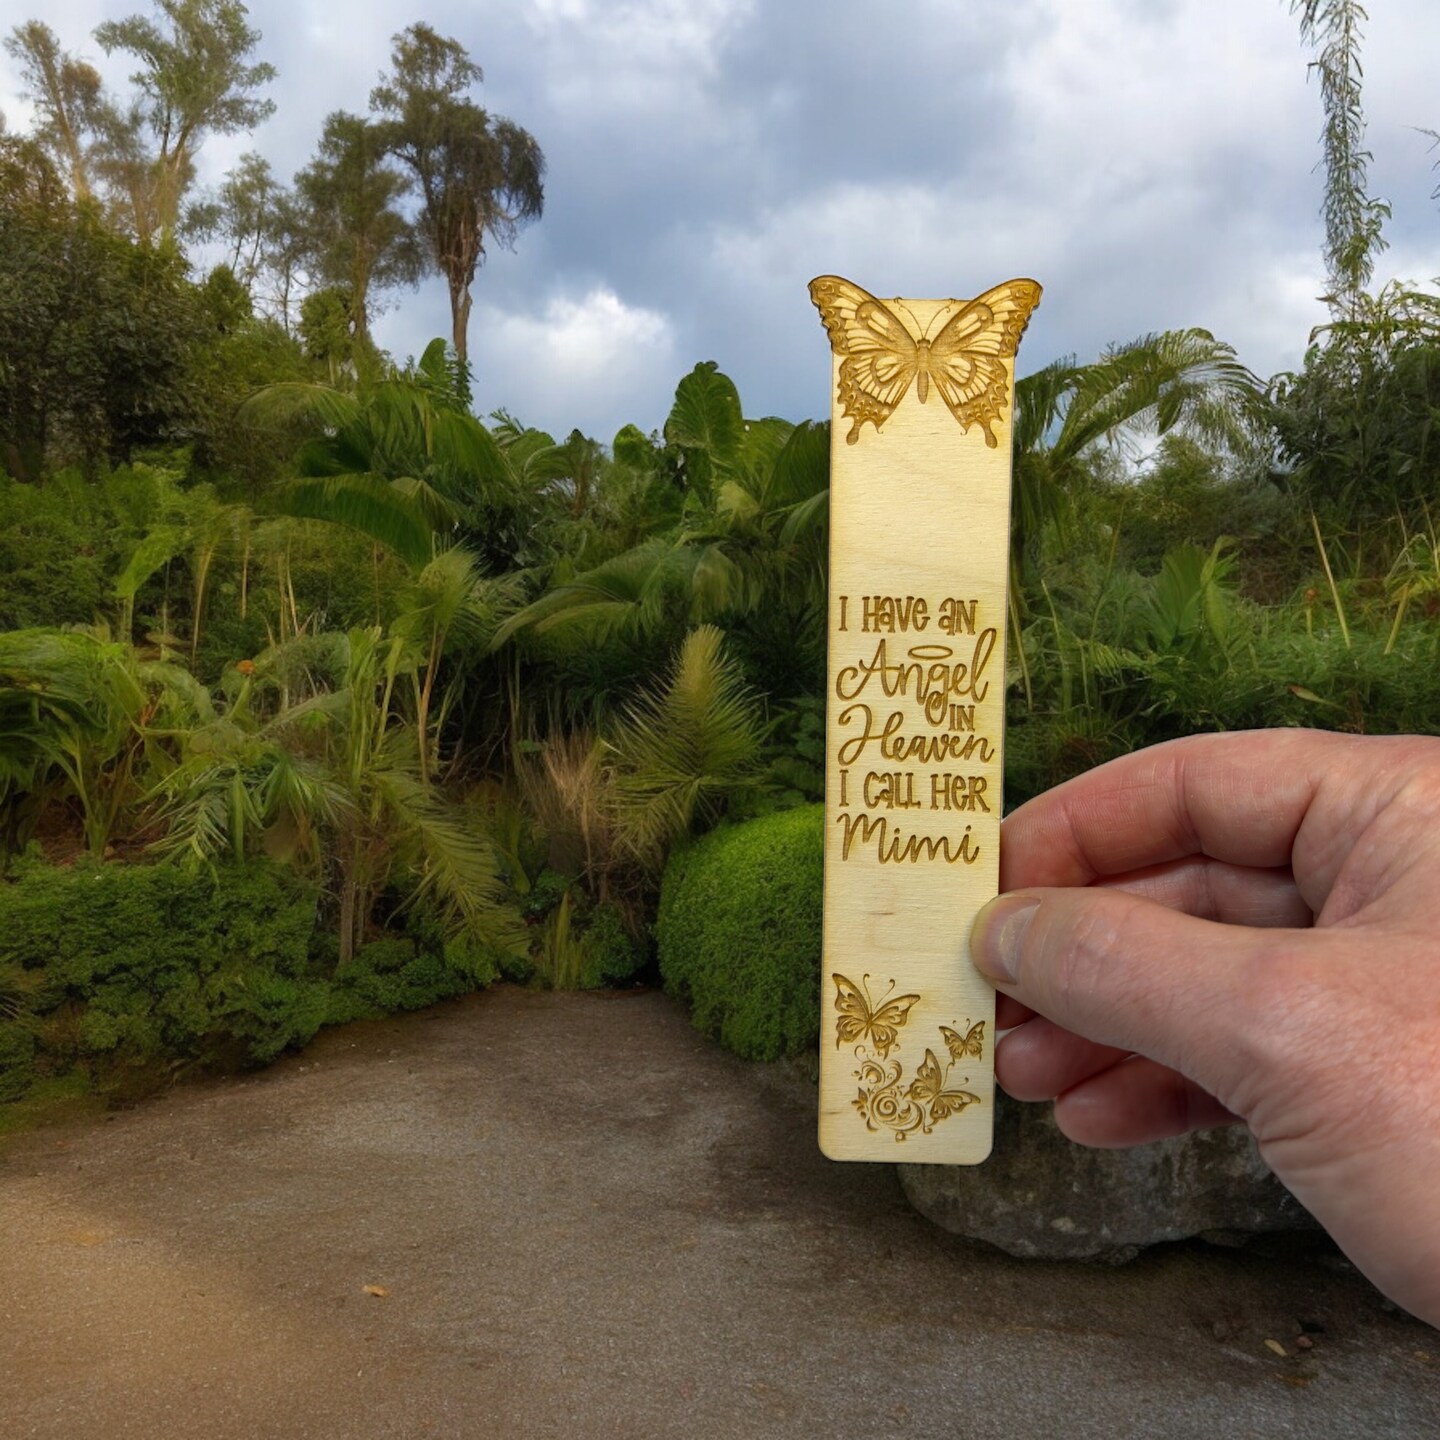 I HAVE AN
Angel
IN
Heaven
I CALL HER
Mimi